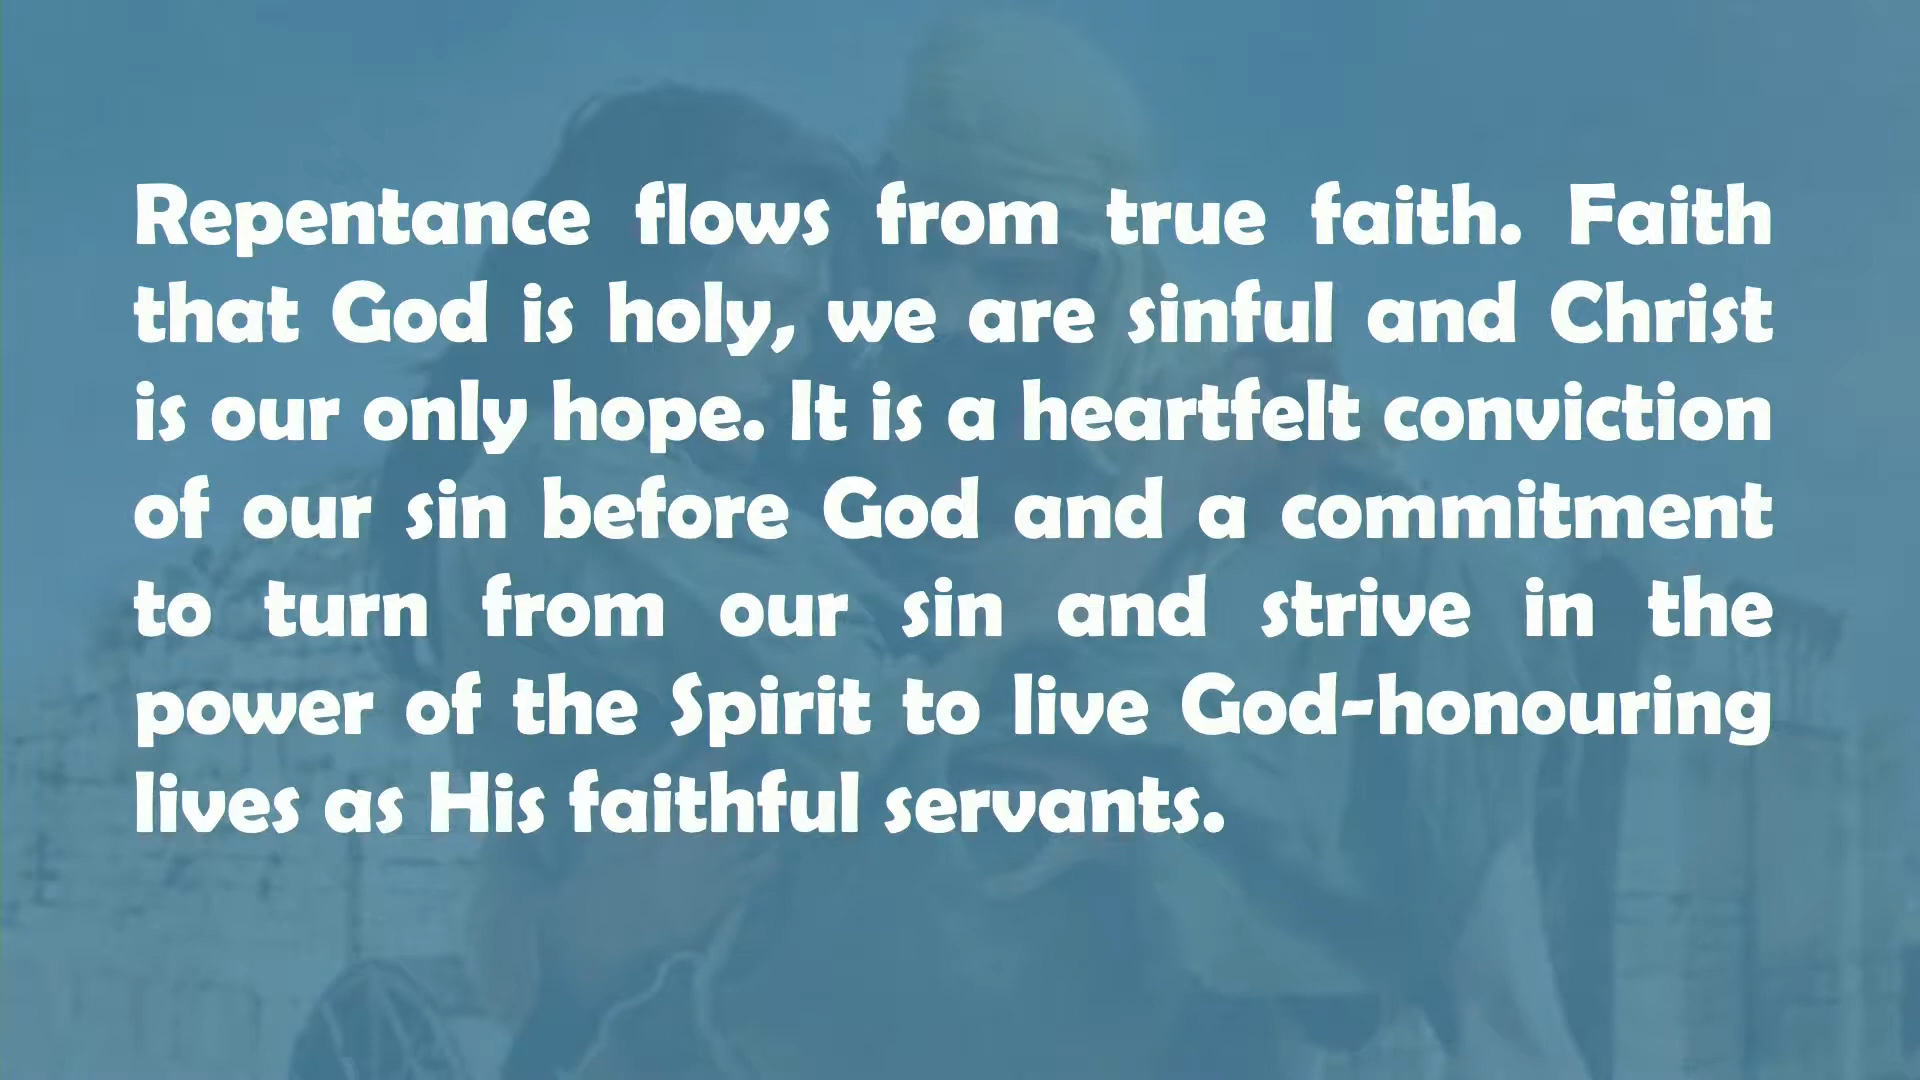 Repentance flows from true faith. Faith
that God is holy, we are sinful and Christ
is our only hope. It is a heartfelt conviction
of our sin before God and a commitment
to turn from our sin and strive in the
power of the Spirit to live God-honouring
lives as His faithful servants.